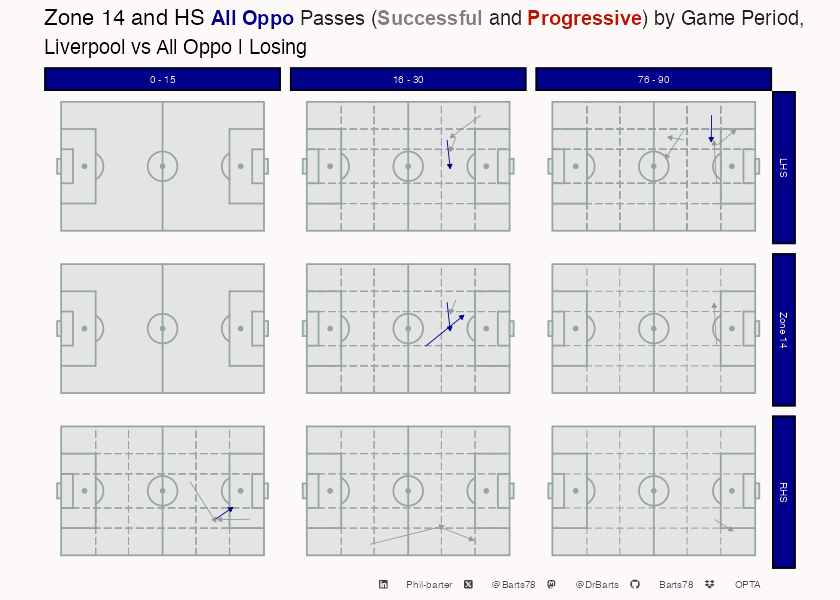 Zone 14 and HS All Oppo Passes (Successful and Progressive) by Game Period,
Liverpool vs All Oppo | Losing
0 - 15
16 - 30
76 - 90
LHS
Zone 14
RHS
Phil-barter @Barts78 @DrBarts Barts78 OPTA